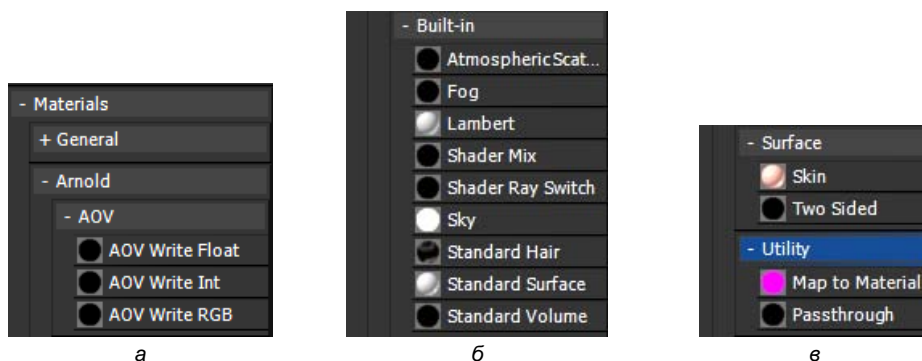 - Materials
+ General
- Arnold
- AOV
AOV Write Float
AOV Write Int
AOV Write RGB
а
- Built-in
Atmospheric Scat...
Fog
Lambert
Shader Mix
Shader Ray Switch
Sky
Standard Hair
Standard Surface
Standard Volume
б
- Surface
Skin
Two Sided
- Utility
Map to Material
Passthrough
в